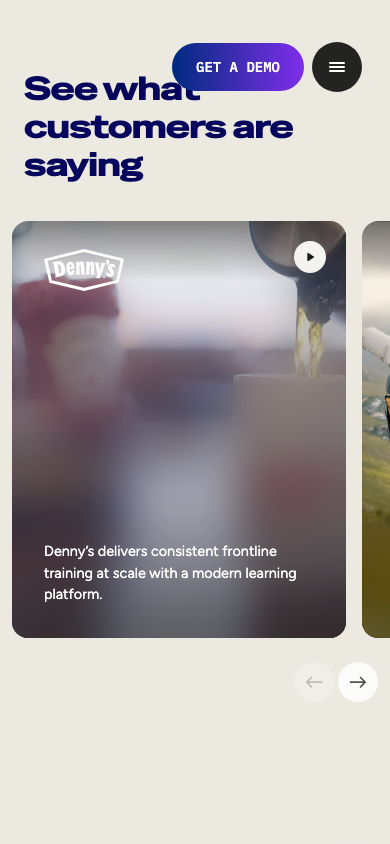 GET A DEMO
See what
customers are
saying
Denny's
Denny’s delivers consistent frontline
training at scale with a modern learning
platform.